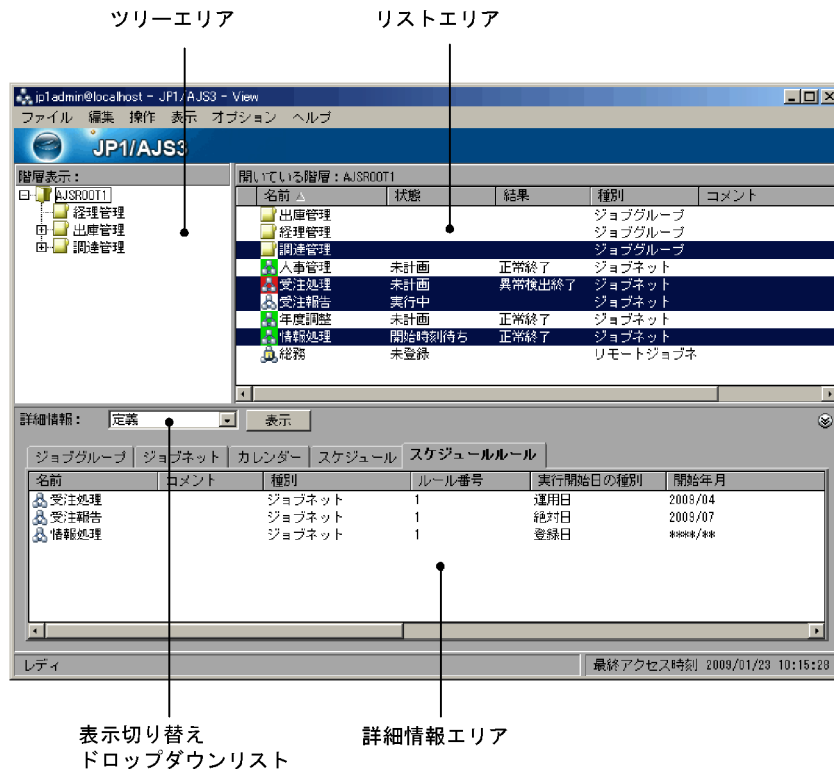 ツリーエリア
リストエリア
jp1admin@localhost - JP1/AJS3 - View
ファイル 編集 操作 表示 オプション ヘルプ
JP1/AJS3
階層表示：
開いている階層：AJSROOT1
AJSROOT1
経理管理
出庫管理
調達管理
名前 状態 結果 種別 コメント
出庫管理 ジョブグループ
経理管理 ジョブグループ
調達管理 ジョブグループ
人事管理 未計画 正常終了 ジョブネット
受注処理 未計画 異常検出終了 ジョブネット
受注報告 実行中 ジョブネット
年度調整 未計画 正常終了 ジョブネット
情報処理 開始時刻待ち 正常終了 ジョブネット
総務 未登録 リモートジョブネ
詳細情報： 定義 表示
ジョブグループ ジョブネット カレンダー スケジュール スケジュールルール
名前 コメント 種別 ルール番号 実行開始日の種別 開始年月
受注処理 ジョブネット 1 運用日 2009/04
受注報告 ジョブネット 1 絶対日 2009/07
情報処理 ジョブネット 1 登録日 ****/**
レディ 最終アクセス時刻 2009/01/23 10:15:28
表示切り替え
ドロップダウンリスト
詳細情報エリア